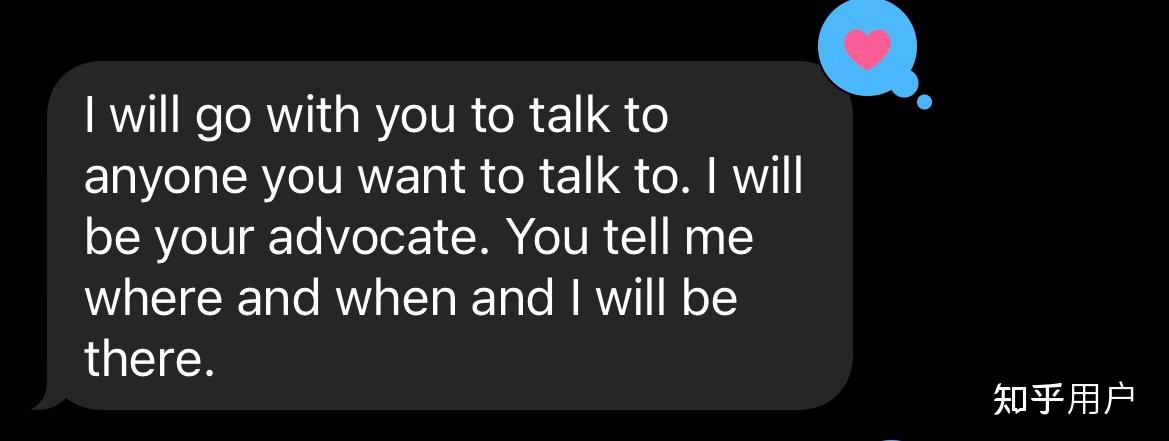 I will go with you to talk to
anyone you want to talk to. I will
be your advocate. You tell me
where and when and I will be
there.
知乎用户